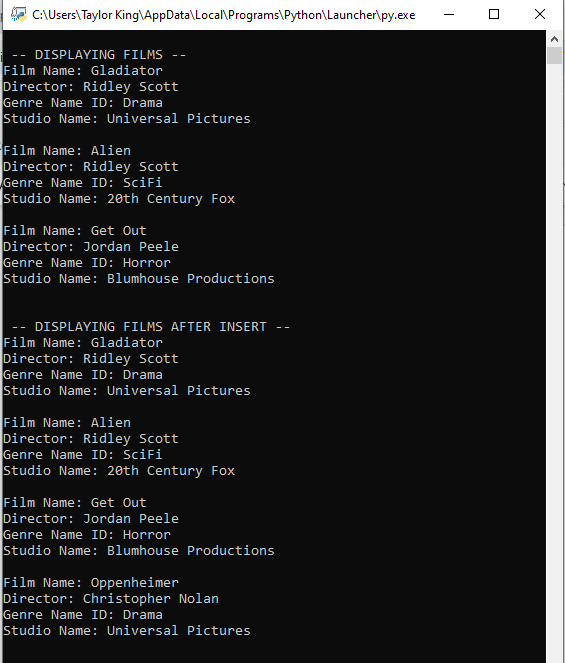 C:\Users\Taylor King\AppData\Local\Programs\Python\Launcher\py.exe
-- DISPLAYING FILMS --
Film Name: Gladiator
Director: Ridley Scott
Genre Name ID: Drama
Studio Name: Universal Pictures
Film Name: Alien
Director: Ridley Scott
Genre Name ID: SciFi
Studio Name: 20th Century Fox
Film Name: Get Out
Director: Jordan Peele
Genre Name ID: Horror
Studio Name: Blumhouse Productions
-- DISPLAYING FILMS AFTER INSERT --
Film Name: Gladiator
Director: Ridley Scott
Genre Name ID: Drama
Studio Name: Universal Pictures
Film Name: Alien
Director: Ridley Scott
Genre Name ID: SciFi
Studio Name: 20th Century Fox
Film Name: Get Out
Director: Jordan Peele
Genre Name ID: Horror
Studio Name: Blumhouse Productions
Film Name: Oppenheimer
Director: Christopher Nolan
Genre Name ID: Drama
Studio Name: Universal Pictures